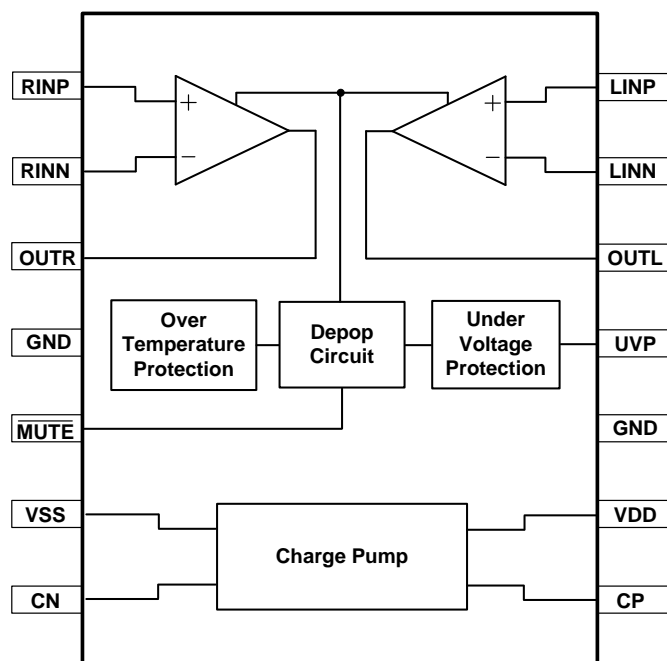 RINP
LINP
+
+
RINN
−
−
LINN
OUTR
OUTL
GND
Over
Temperature
Protection
Depop
Circuit
Under
Voltage
Protection
UVP
MUTE
GND
VSS
VDD
Charge Pump
CN
CP